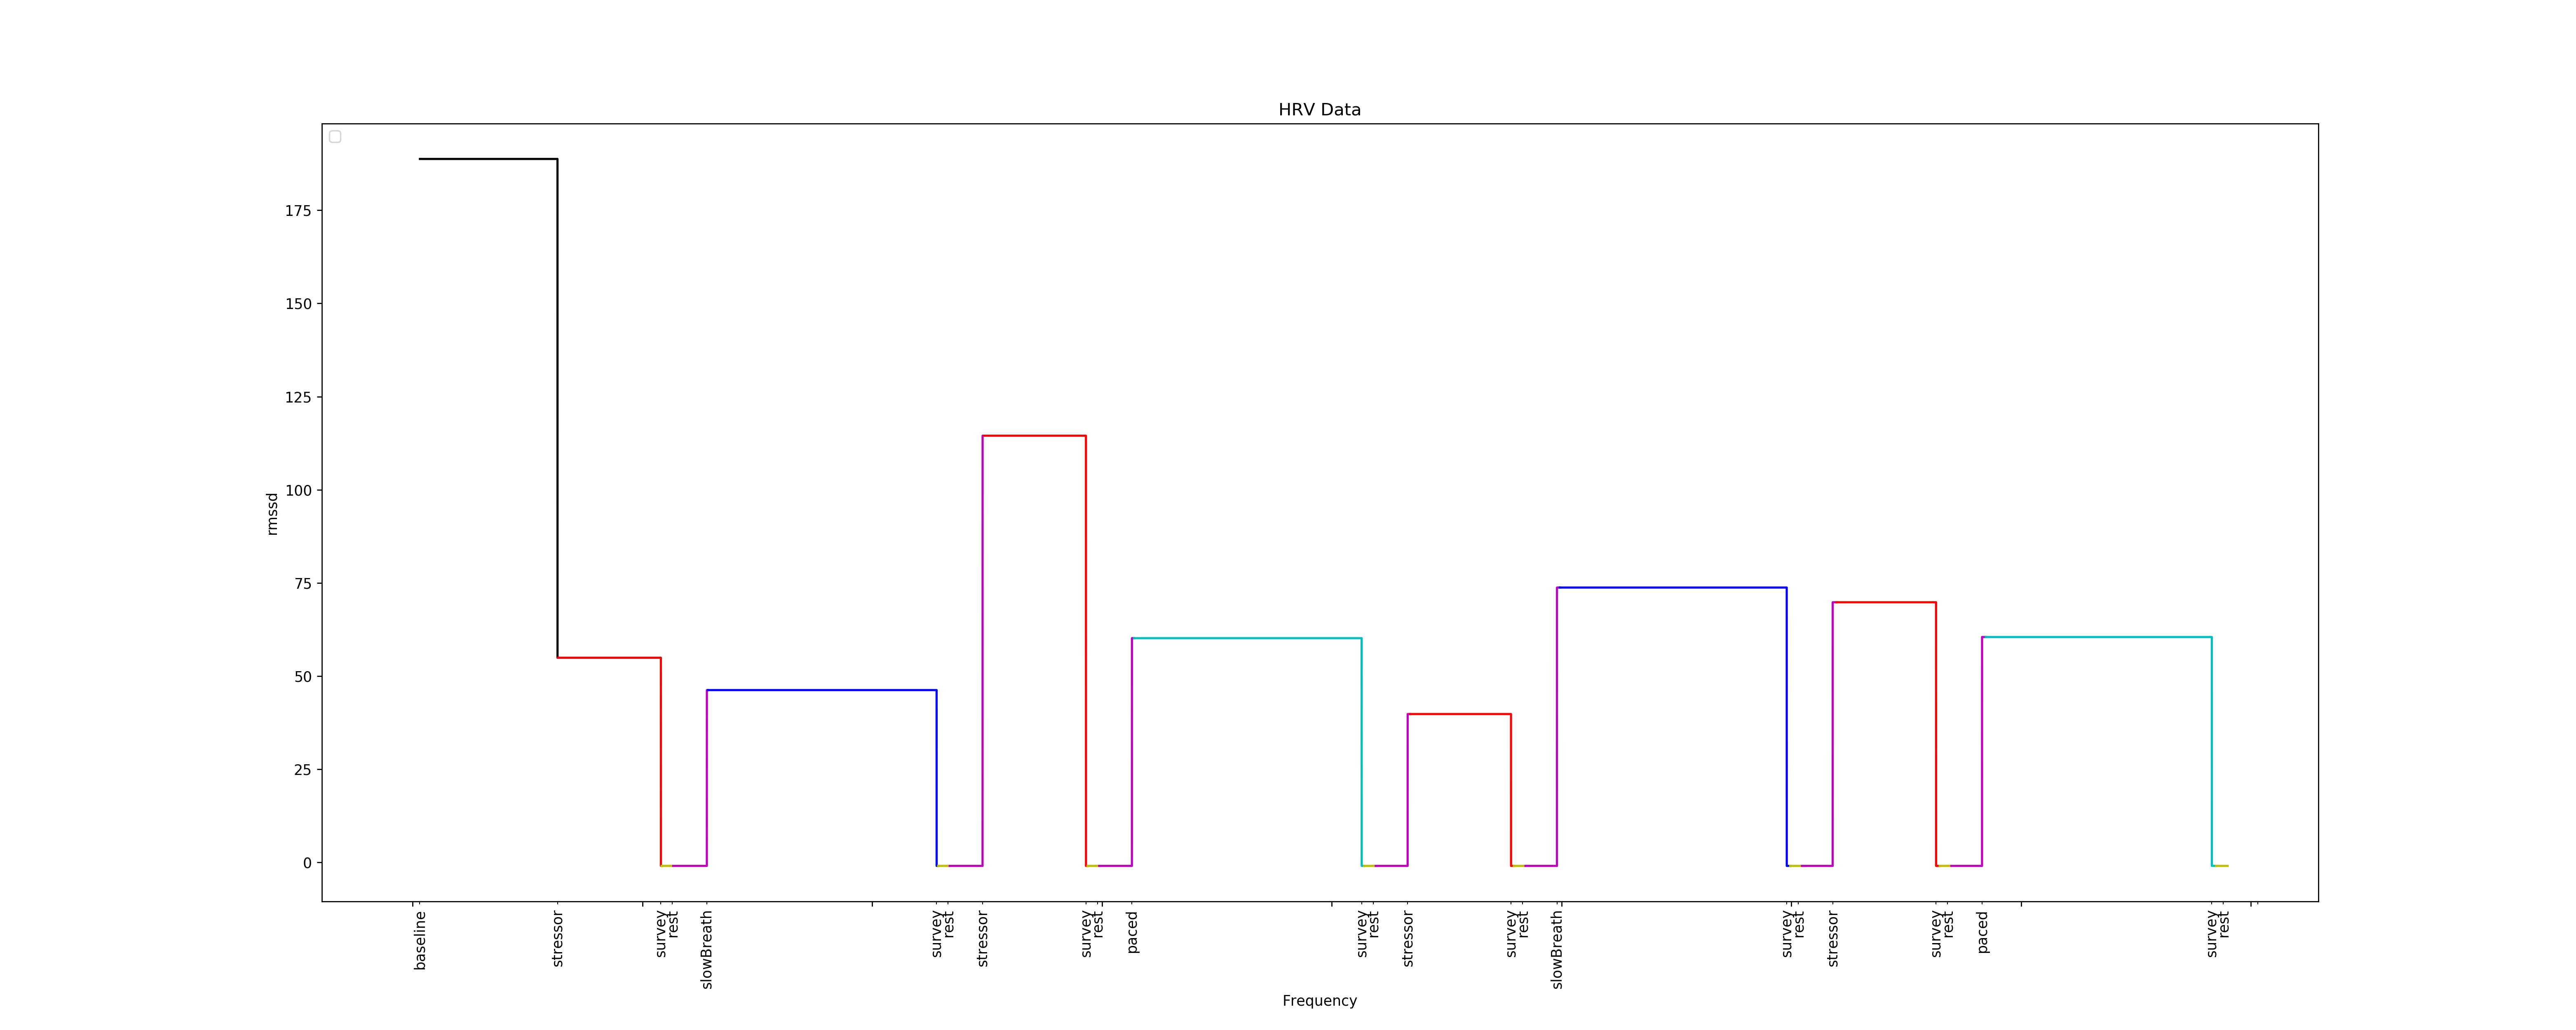 HRV Data
175
150
125
100
75
50
25
0
rmssd
baseline
stressor
survey
rest
slowBreath
survey
rest
stressor
survey
rest
paced
survey
rest
stressor
survey
rest
slowBreath
survey
rest
stressor
survey
rest
paced
survey
rest
Frequency